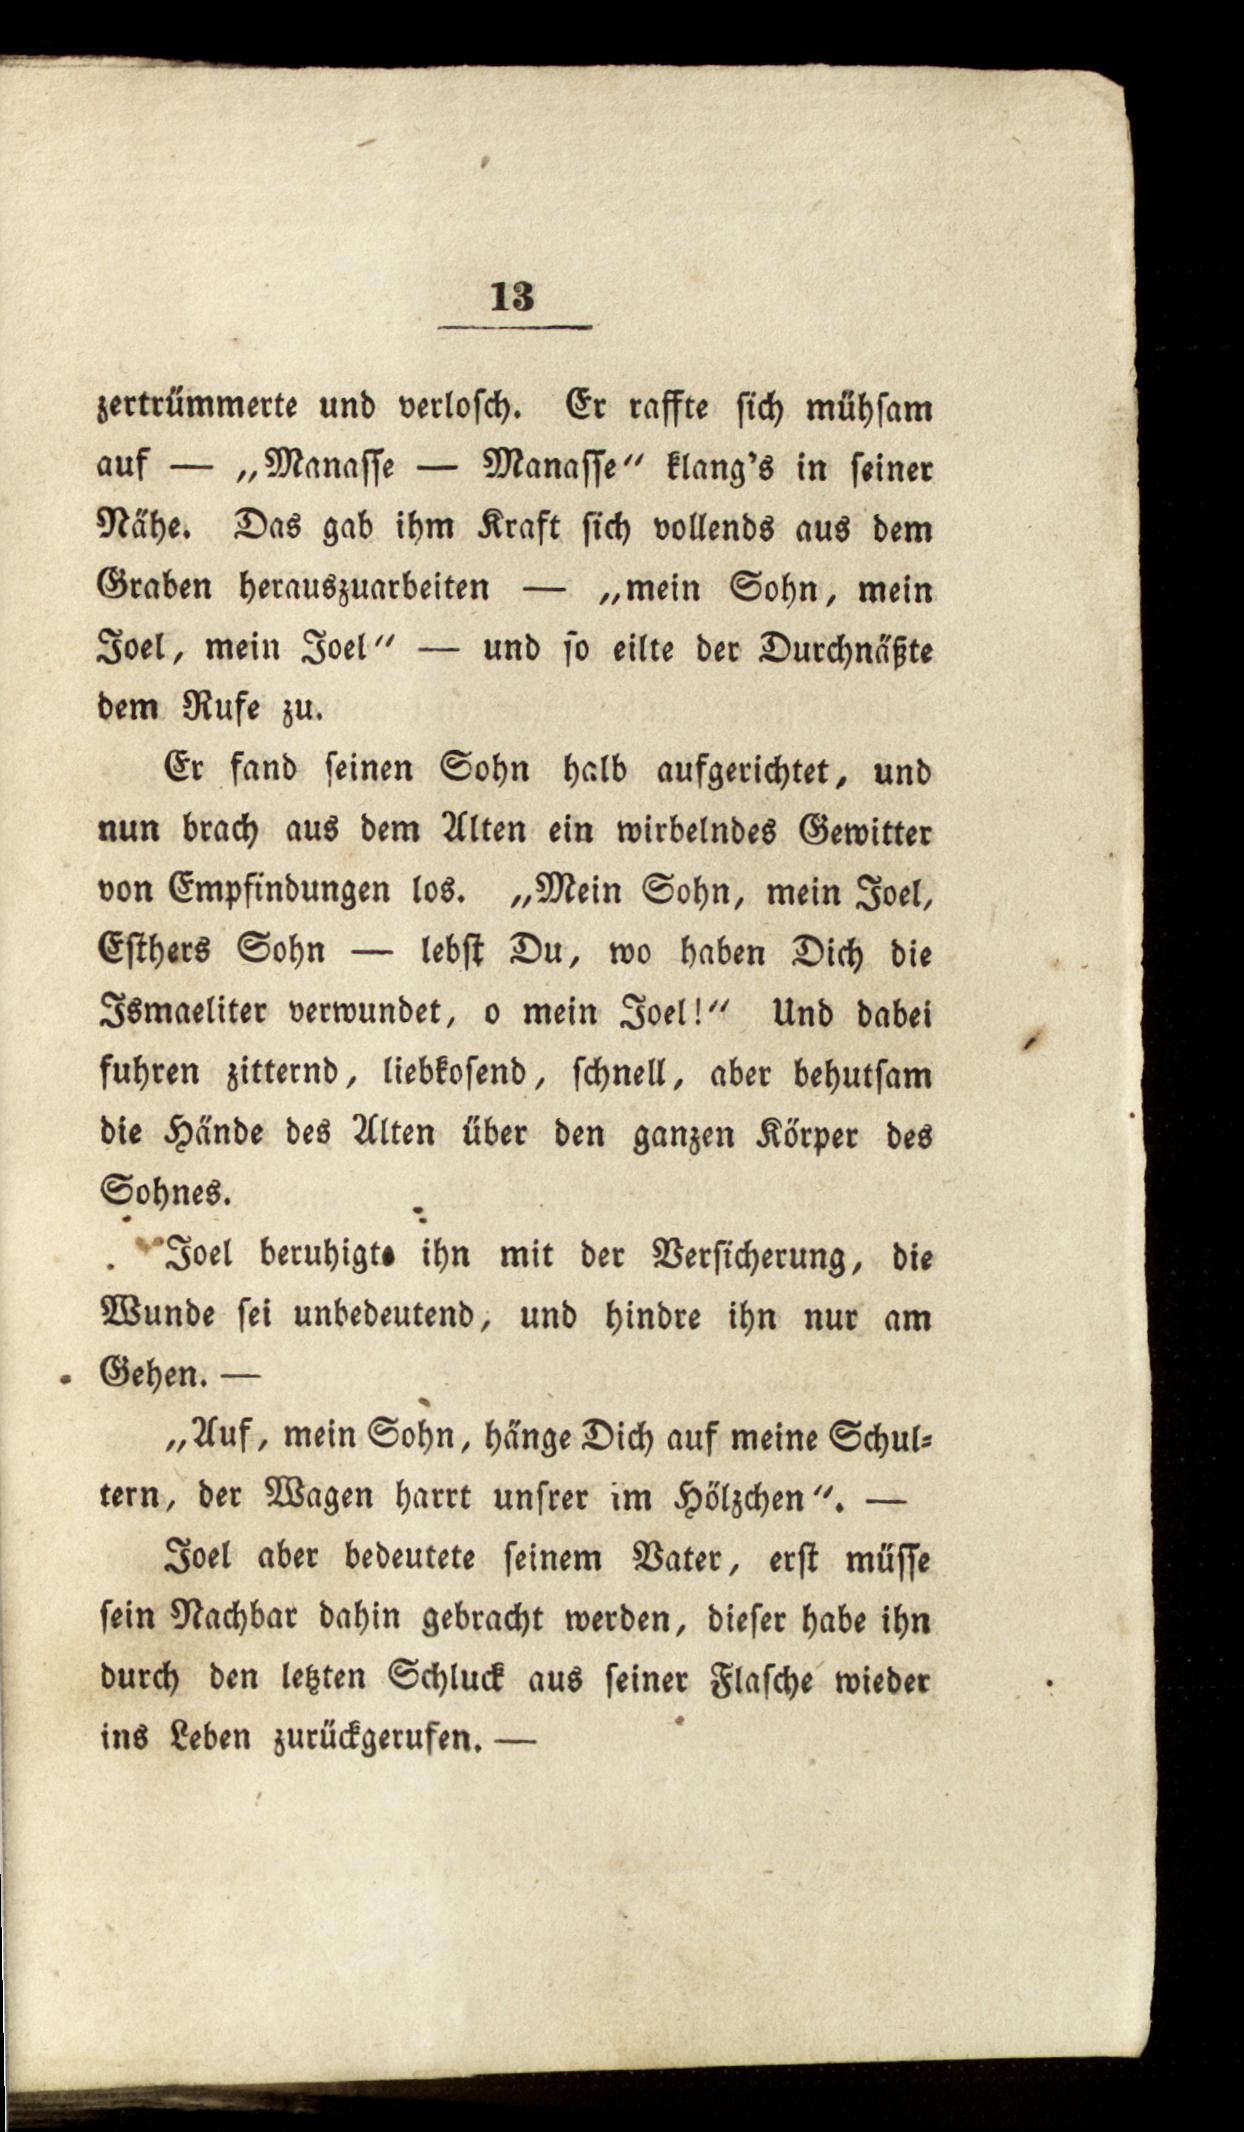 13
zertrümmerte und verloſch. Er raffte ſich mühſam
auf — „Manaſſe — Manaſſe“ klang's in ſeiner
Nähe. Das gab ihm Kraft ſich vollends aus dem
Graben herauszuarbeiten — „mein Sohn, mein
Joel, mein Joel“ — und ſo eilte der Durchnäßte
dem Rufe zu.
Er fand ſeinen Sohn halb aufgerichtet, und
nun brach aus dem Alten ein wirbelndes Gewitter
von Empfindungen los. „Mein Sohn, mein Joel,
Eſthers Sohn — lebſt Du, wo haben Dich die
Ismaeliter verwundet, o mein Joel!“ Und dabei
fuhren zitternd, liebkoſend, ſchnell, aber behutſam
die Hände des Alten über den ganzen Körper des
Sohnes.
Joel beruhigte ihn mit der Verſicherung, die
Wunde ſei unbedeutend, und hindre ihn nur am
Gehen. —
„Auf, mein Sohn, hänge Dich auf meine Schul-
tern, der Wagen harrt unſrer im Hölzchen“. —
Joel aber bedeutete ſeinem Vater, erſt müſſe
ſein Nachbar dahin gebracht werden, dieſer habe ihn
durch den letzten Schluck aus ſeiner Flaſche wieder
ins Leben zurückgerufen. —